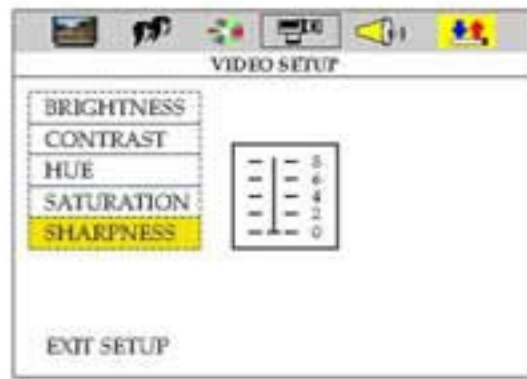 VIDEO SETUP
BRIGHTNESS
CONTRAST
HUE
SATURATION
SHARPNESS
8
6
4
2
0
EXIT SETUP